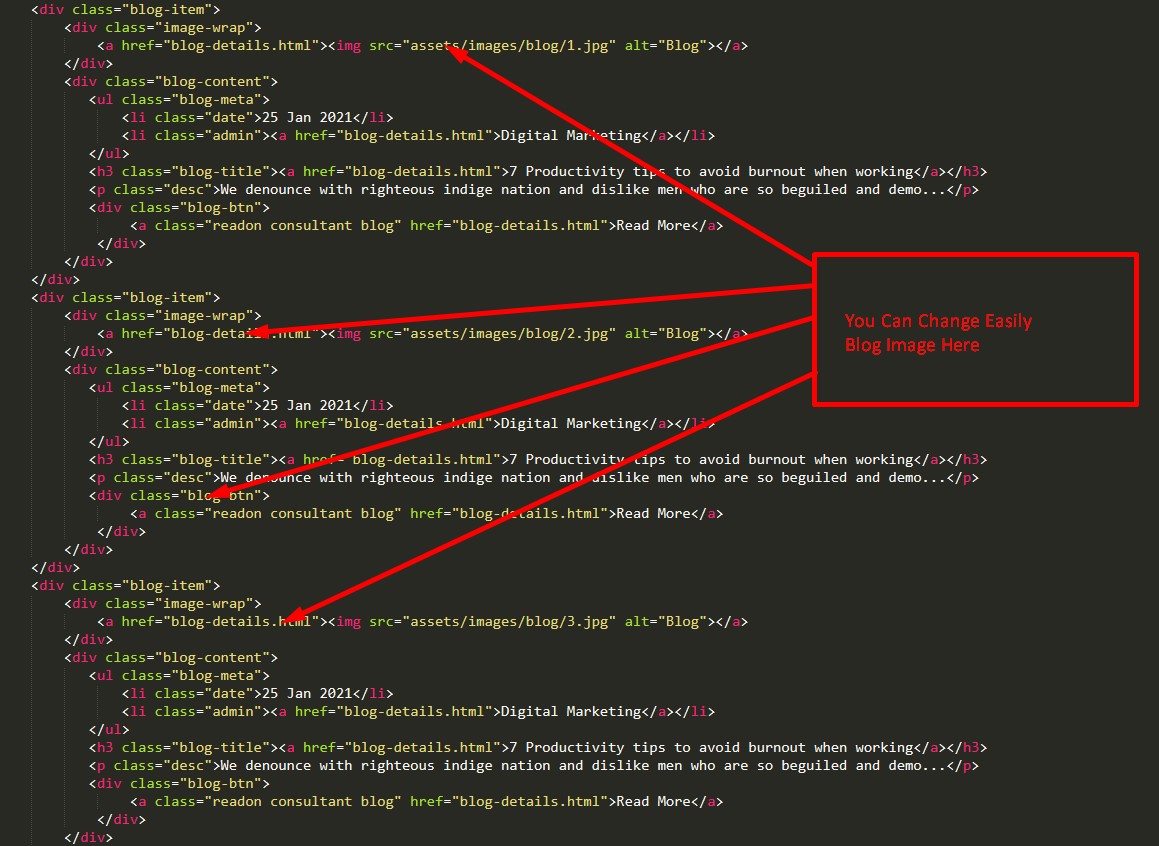 <div class="blog-item">
<div class="image-wrap">
<a href="blog-details.html"><img src="assets/images/blog/1.jpg" alt="Blog"></a>
</div>
<div class="blog-content">
<ul class="blog-meta">
<li class="date">25 Jan 2021</li>
<li class="admin"><a href="blog-details.html">Digital Marketing</a></li>
</ul>
<h3 class="blog-title"><a href="blog-details.html">7 Productivity tips to avoid burnout when working</a></h3>
<p class="desc">We denounce with righteous indige nation and dislike men who are so beguiled and demo...</p>
<div class="blog-btn">
<a class="readon consultant blog" href="blog-details.html">Read More</a>
</div>
</div>
</div>
<div class="blog-item">
<div class="image-wrap">
<a href="blog-details.html"><img src="assets/images/blog/2.jpg" alt="Blog"></a>
</div>
<div class="blog-content">
<ul class="blog-meta">
<li class="date">25 Jan 2021</li>
<li class="admin"><a href="blog-details.html">Digital Marketing</a></li>
</ul>
<h3 class="blog-title"><a href="blog-details.html">7 Productivity tips to avoid burnout when working</a></h3>
<p class="desc">We denounce with righteous indige nation and dislike men who are so beguiled and demo...</p>
<div class="blog-btn">
<a class="readon consultant blog" href="blog-details.html">Read More</a>
</div>
</div>
</div>
<div class="blog-item">
<div class="image-wrap">
<a href="blog-details.html"><img src="assets/images/blog/3.jpg" alt="Blog"></a>
</div>
<div class="blog-content">
<ul class="blog-meta">
<li class="date">25 Jan 2021</li>
<li class="admin"><a href="blog-details.html">Digital Marketing</a></li>
</ul>
<h3 class="blog-title"><a href="blog-details.html">7 Productivity tips to avoid burnout when working</a></h3>
<p class="desc">We denounce with righteous indige nation and dislike men who are so beguiled and demo...</p>
<div class="blog-btn">
<a class="readon consultant blog" href="blog-details.html">Read More</a>
</div>
</div>
You Can Change Easily
Blog Image Here